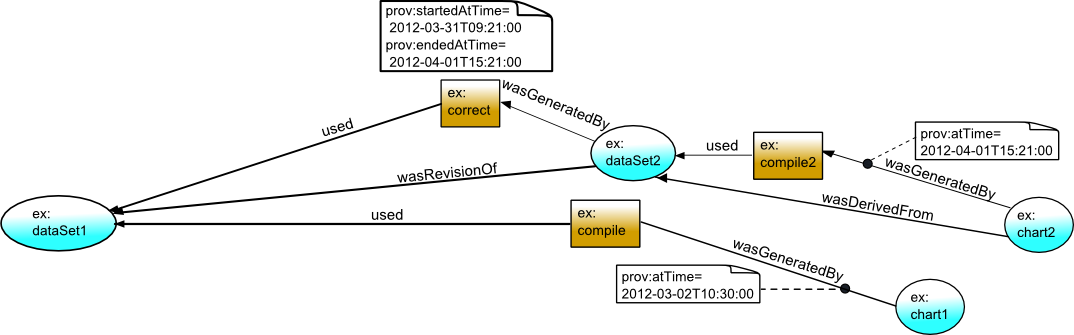 prov:startedAtTime=
2012-03-31T09:21:00
prov:endedAtTime=
2012-04-01T15:21:00
ex:
correct
wasGeneratedBy
used
ex:
dataSet2
used
ex:
compile2
prov:atTime=
2012-04-01T15:21:00
wasGeneratedBy
wasRevisionOf
wasDerivedFrom
ex:
chart2
ex:
dataSet1
used
ex:
compile
wasGeneratedBy
prov:atTime=
2012-03-02T10:30:00
ex:
chart1